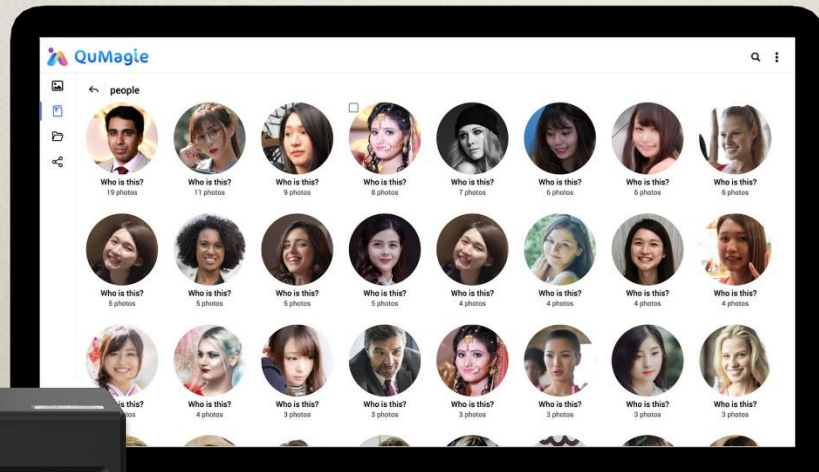 QuMagie
people
Who is this? Who is this? Who is this? Who is this? Who is this? Who is this? Who is this? Who is this?
19 photos 11 photos 9 photos 8 photos 7 photos 6 photos 6 photos 6 photos
Who is this? Who is this? Who is this? Who is this? Who is this? Who is this? Who is this? Who is this?
5 photos 5 photos 5 photos 5 photos 4 photos 4 photos 4 photos 4 photos
is this? Who is this? Who is this? Who is this? Who is this? Who is this? Who is this? Who is this?
4 photos 3 photos 3 photos 3 photos 3 photos 3 photos 3 photos